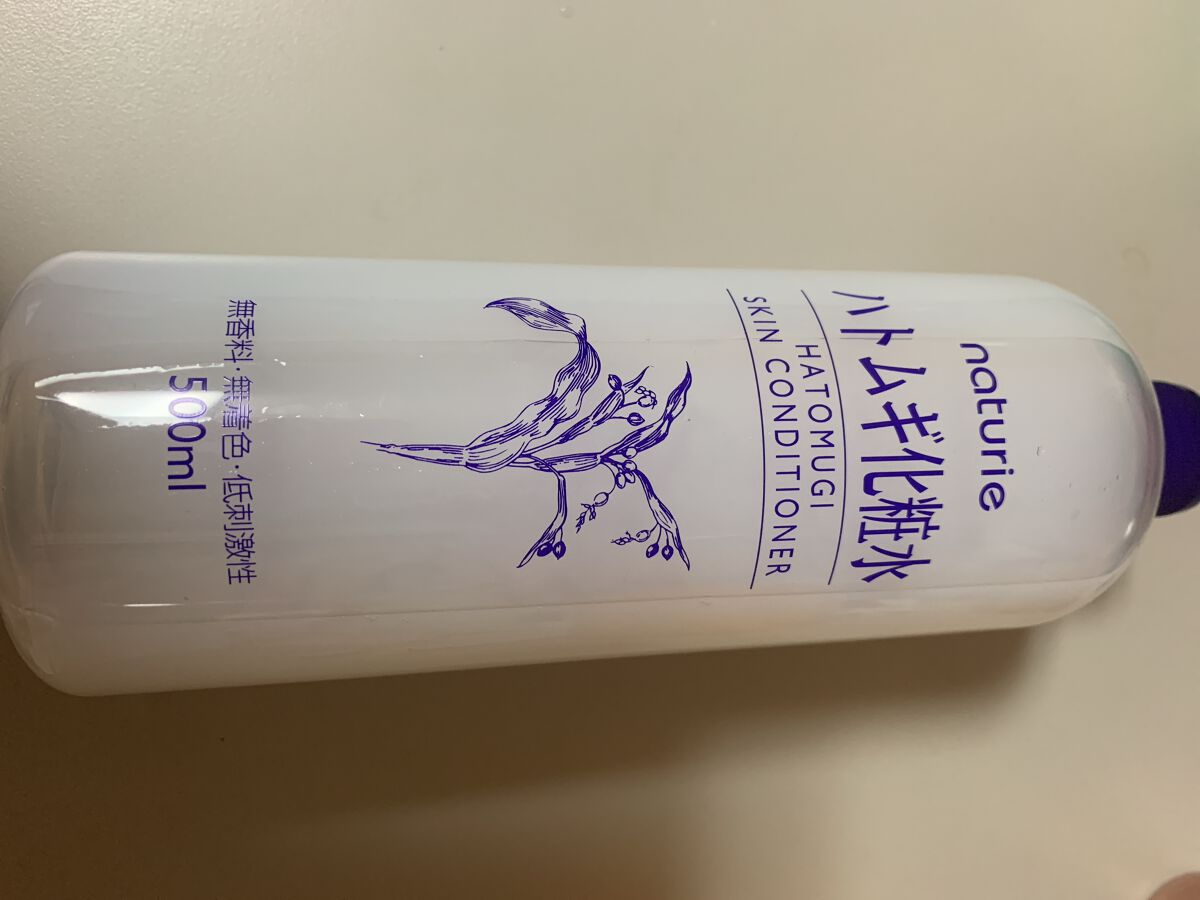 naturie
ハトムギ化粧水
HATOMUGI
SKIN CONDITIONER
無香料・無着色・低刺激性
500ml